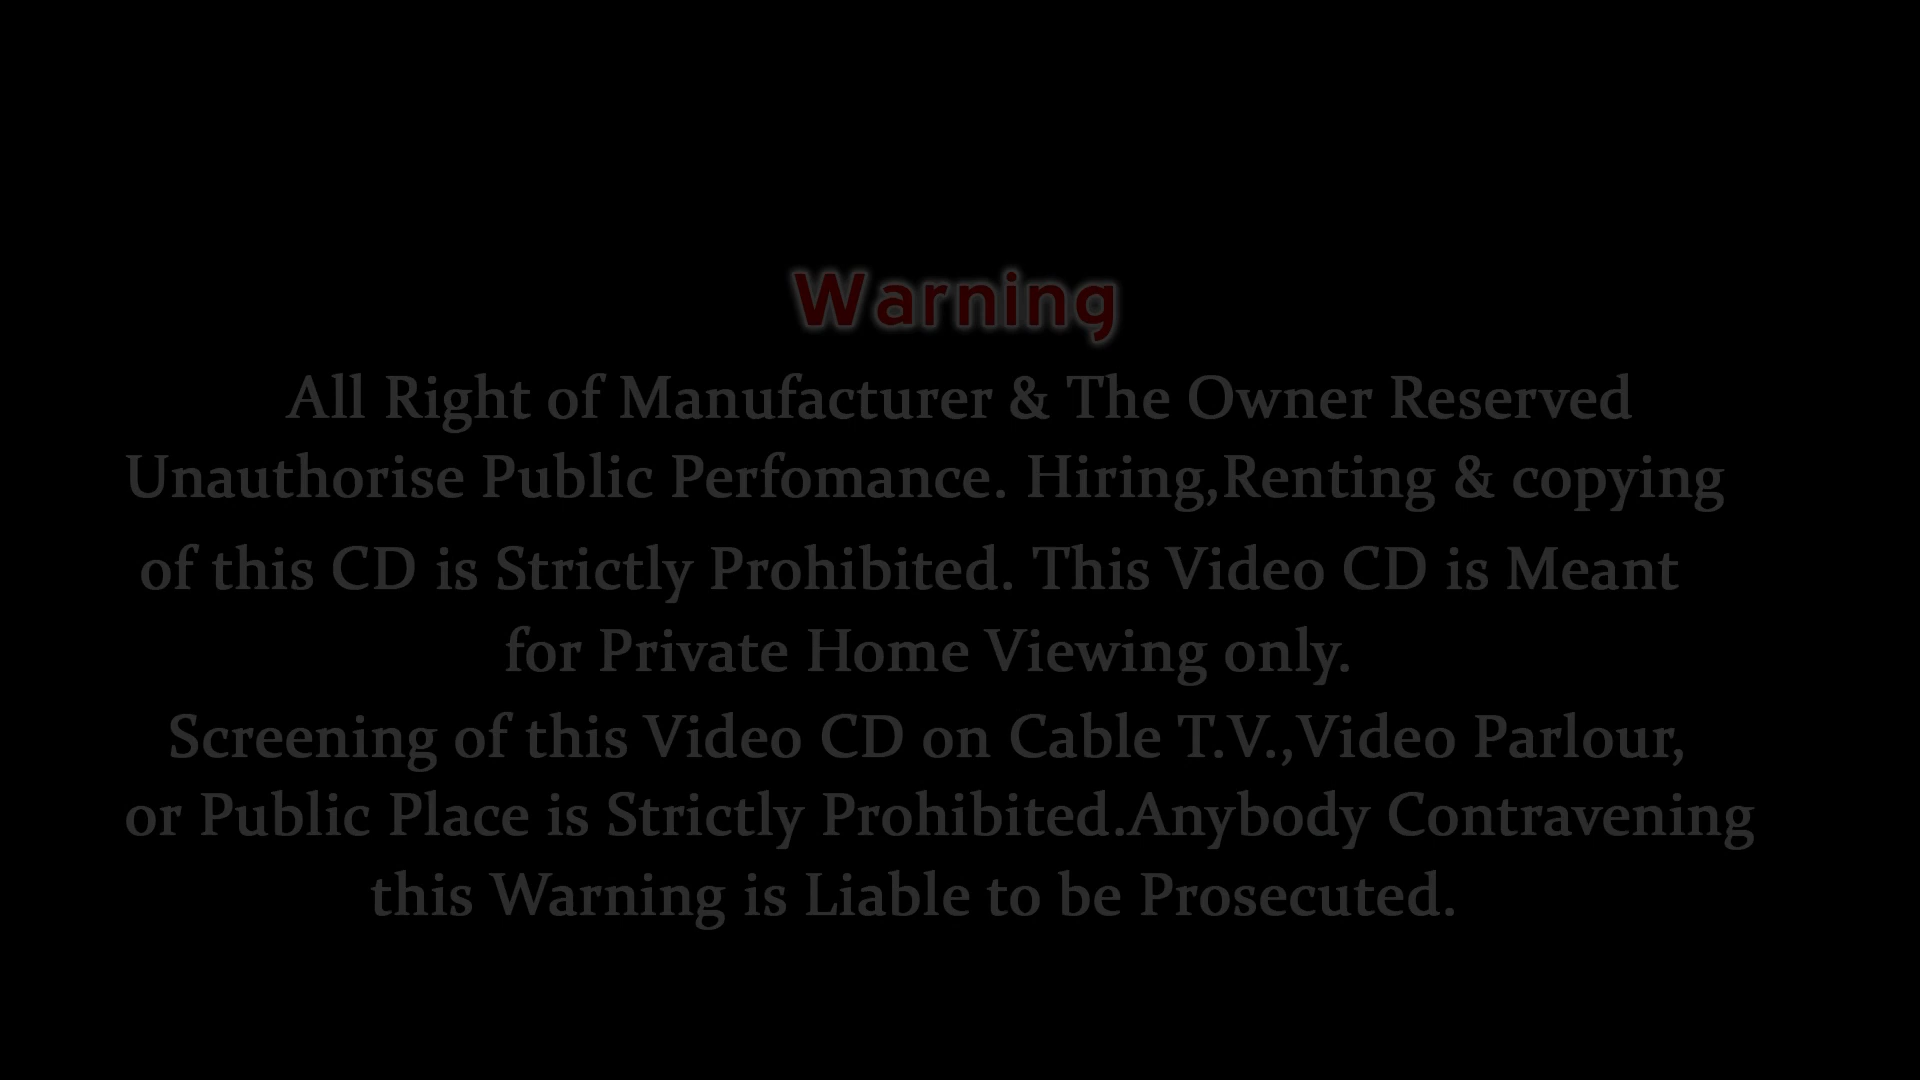 Warning
All Right of Manufacturer & The Owner Reserved
Unauthorise Public Perfomance. Hiring,Renting & copying
of this CD is Strictly Prohibited. This Video CD is Meant
for Private Home Viewing only.
Screening of this Video CD on Cable T.V.,Video Parlour,
or Public Place is Strictly Prohibited.Anybody Contravening
this Warning is Liable to be Prosecuted.